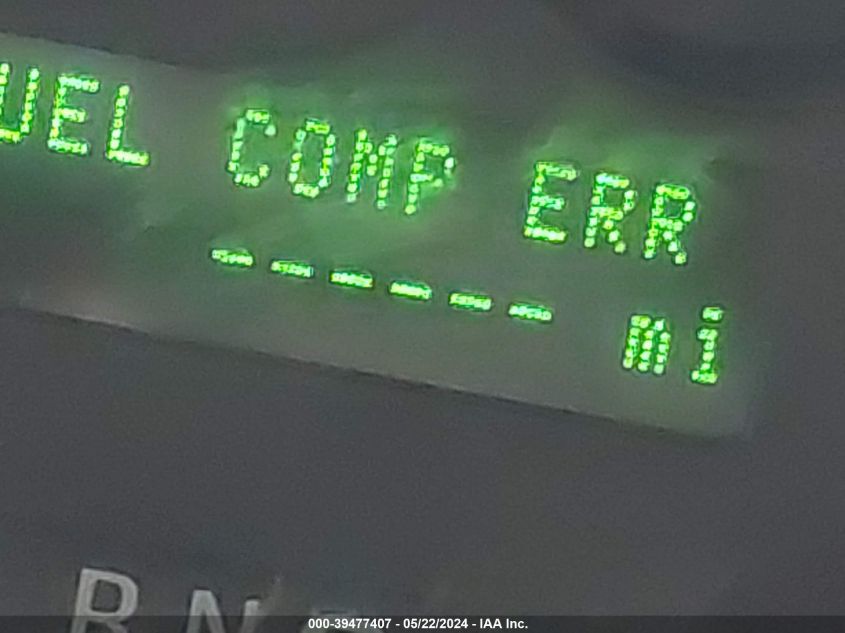 UEL COMP ERR
------ mi
R N D
000-39477407 - 05/22/2024 - IAA Inc.